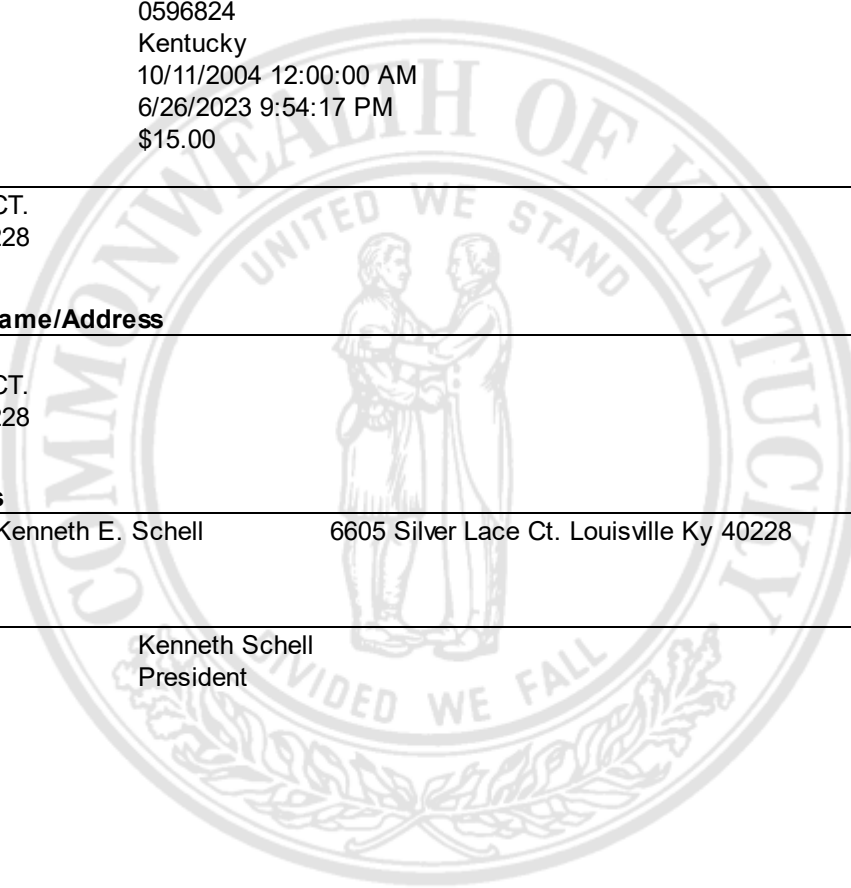 0596824
Kentucky
10/11/2004 12:00:00 AM
6/26/2023 9:54:17 PM
$15.00
CT.
228
ame/Address
CT.
228
s
Kenneth E. Schell 6605 Silver Lace Ct. Louisville Ky 40228
Kenneth Schell
President
COMMONWEALTH OF KENTUCKY
UNITED WE STAND
DIVIDED WE FALL